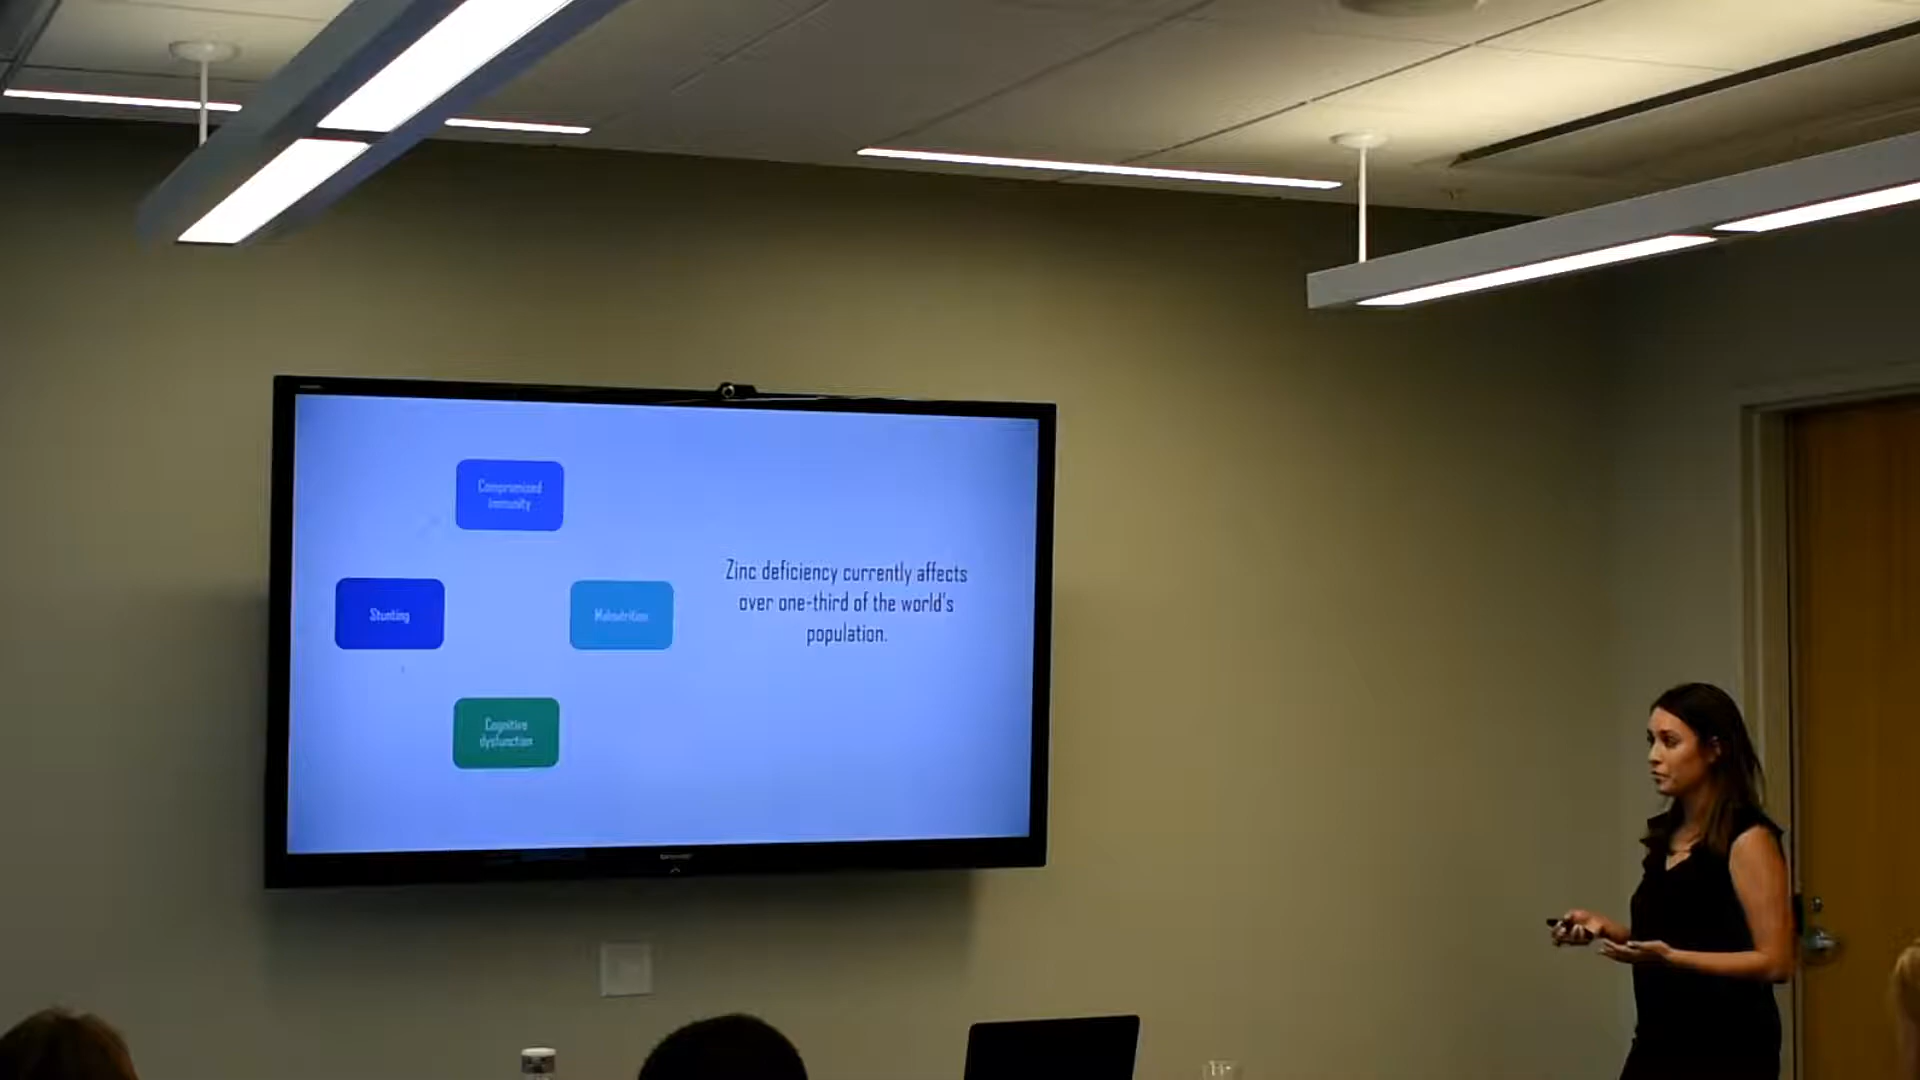 Compromised
immunity
Stunting
Malnutrition
Zinc deficiency currently affects
over one-third of the world's
population.
Cognitive
dysfunction